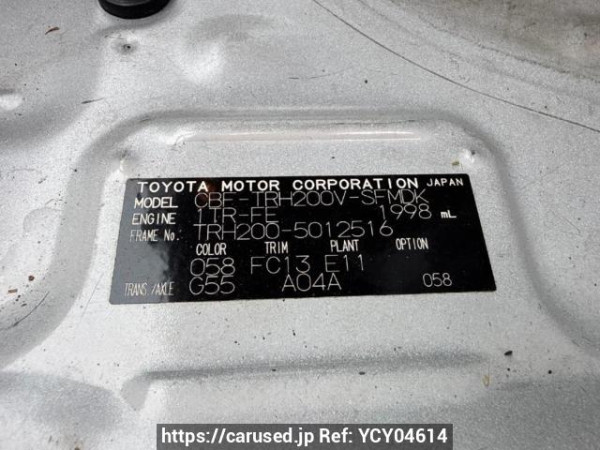 TOYOTA MOTOR CORPORATION JAPAN
MODEL CBF-TRH200V-SFMDK
ENGINE 1TR-FE 1998 mL
FRAME No. TRH200-5012516
COLOR TRIM PLANT OPTION
058 FC13 E11
TRANS/AXLE G55 A04A 058
https://carused.jp Ref: YCY04614